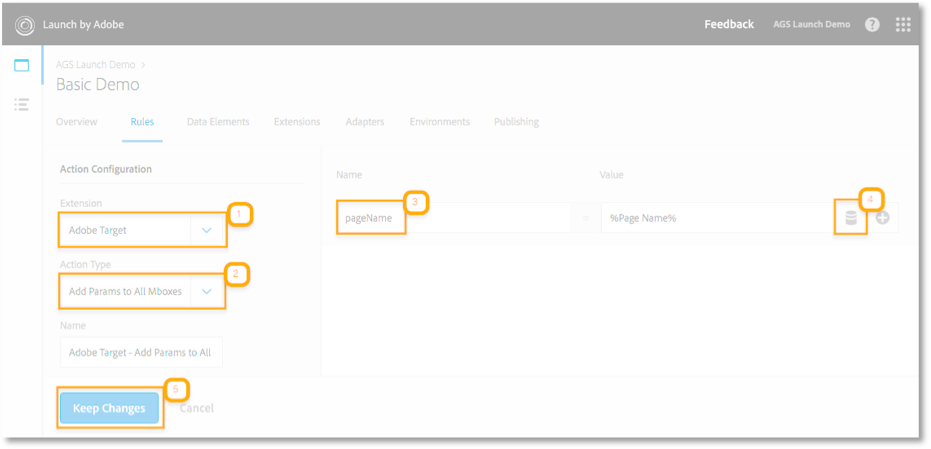 Launch by Adobe
Feedback
AGS Launch Demo
?
AGS Launch Demo >
Basic Demo
Overview
Rules
Data Elements
Extensions
Adapters
Environments
Publishing
Action Configuration
Extension
1
Adobe Target
Action Type
2
Add Params to All Mboxes
Name
Adobe Target - Add Params to All
5
Keep Changes
Cancel
Name
Value
3
4
pageName
=
%Page Name%